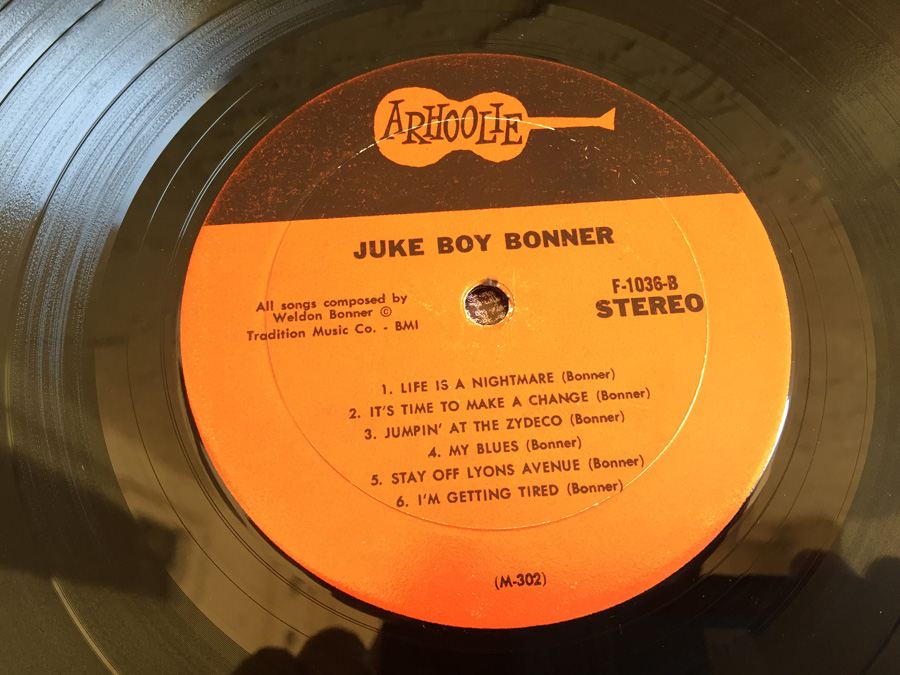 ARHOOLIE
JUKE BOY BONNER
All songs composed by
Weldon Bonner ©
Tradition Music Co. - BMI
F-1036-B
STEREO
1. LIFE IS A NIGHTMARE (Bonner)
2. IT'S TIME TO MAKE A CHANGE (Bonner)
3. JUMPIN' AT THE ZYDECO (Bonner)
4. MY BLUES (Bonner)
5. STAY OFF LYONS AVENUE (Bonner)
6. I'M GETTING TIRED (Bonner)
(M-302)